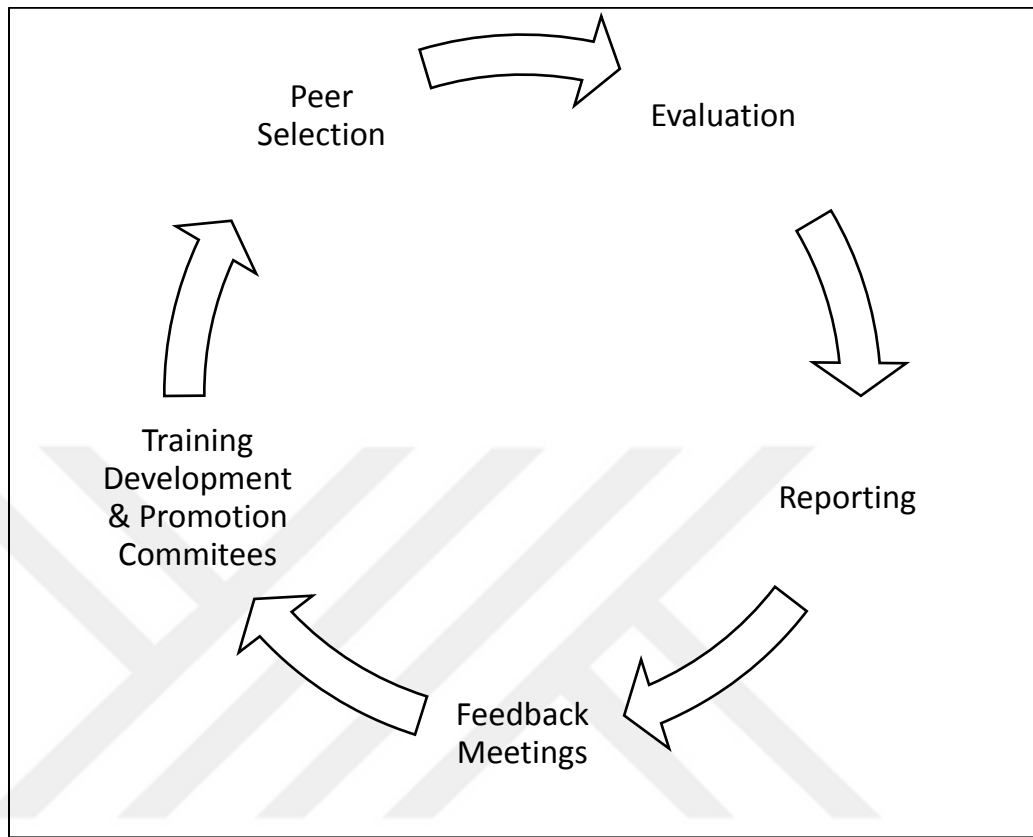 Peer
Selection
Evaluation
Reporting
Feedback
Meetings
Training
Development
& Promotion
Commitees